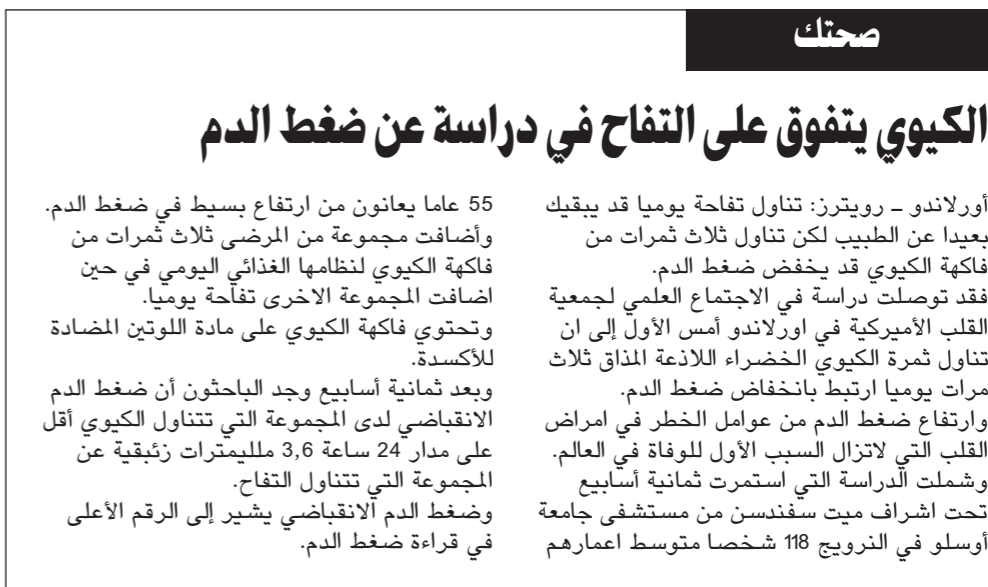 صحتك
الكيوي يتفوق على التفاح في دراسة عن ضغط الدم
أورلاندو ـ رويترز: تناول تفاحة يوميا قد يبقيك
بعيدا عن الطبيب لكن تناول ثلاث ثمرات من
فاكهة الكيوي قد يخفض ضغط الدم.
فقد توصلت دراسة في الاجتماع العلمي لجمعية
القلب الأميركية في اورلاندو أمس الأول إلى ان
تناول ثمرة الكيوي الخضراء اللاذعة المذاق ثلاث
مرات يوميا ارتبط بانخفاض ضغط الدم.
وارتفاع ضغط الدم من عوامل الخطر في امراض
القلب التي لاتزال السبب الأول للوفاة في العالم.
وشملت الدراسة التي استمرت ثمانية أسابيع
تحت اشراف ميت سفندسن من مستشفى جامعة
أوسلو في النرويج 118 شخصا متوسط اعمارهم
55 عاما يعانون من ارتفاع بسيط في ضغط الدم.
وأضافت مجموعة من المرضى ثلاث ثمرات من
فاكهة الكيوي لنظامها الغذائي اليومي في حين
اضافت المجموعة الاخرى تفاحة يوميا.
وتحتوي فاكهة الكيوي على مادة اللوتين المضادة
للأكسدة.
وبعد ثمانية أسابيع وجد الباحثون أن ضغط الدم
الانقباضي لدى المجموعة التي تتناول الكيوي أقل
على مدار 24 ساعة 3,6 ملليمترات زئبقية عن
المجموعة التي تتناول التفاح.
وضغط الدم الانقباضي يشير إلى الرقم الأعلى
في قراءة ضغط الدم.